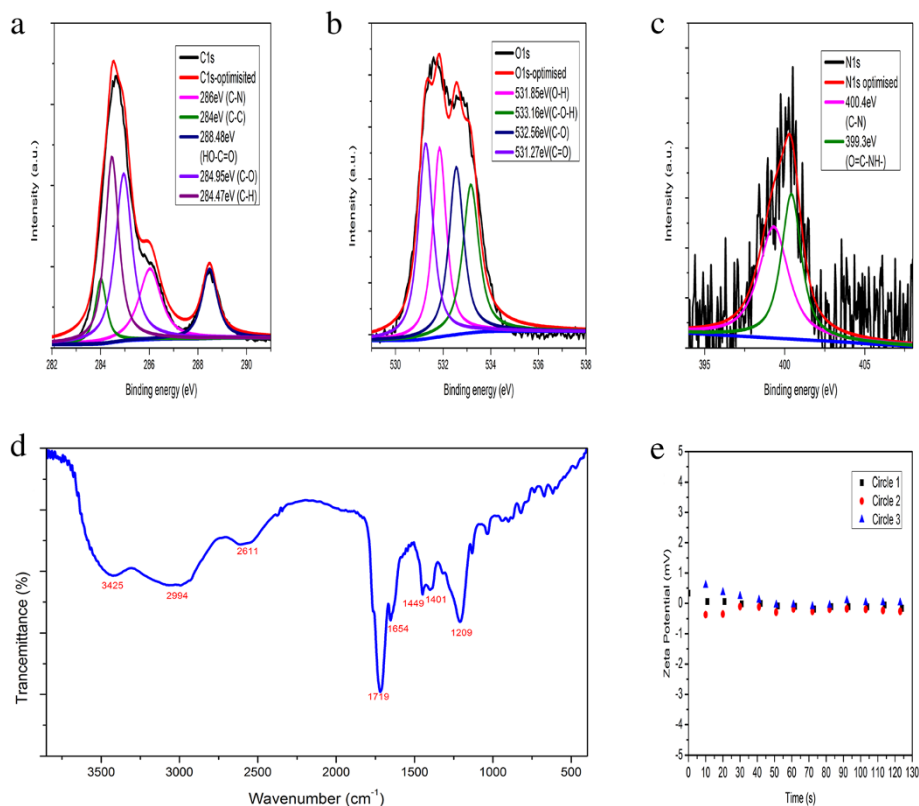 a
C1s
C1s-optimisited
286eV (C-N)
284eV (C-C)
288.48eV
(HO-C=O)
284.95eV (C-O)
284.47eV (C-H)
Intensity (a.u.)
282 284 286 288 290
Binding energy (eV)
b
O1s
O1s-optimised
531.85eV(O-H)
533.16eV(C-O-H)
532.56eV(C-O)
531.27eV(C=O)
Intensity (a.u.)
530 532 534 536 538
Binding energy (eV)
c
N1s
N1s optimised
400.4eV
(C-N)
399.3eV
(O=C-NH-)
Intensity (a.u.)
395 400 405
Binding energy (eV)
d
Trancemittance (%)
3425
2994
2611
1719
1654
1449
1401
1209
3500 3000 2500 2000 1500 1000 500
Wavenumber (cm⁻¹)
e
Circle 1
Circle 2
Circle 3
Zeta Potential (mV)
5
4
3
2
1
0
-1
-2
-3
-4
-5
0 10 20 30 40 50 60 70 80 90 100 110 120 130
Time (s)